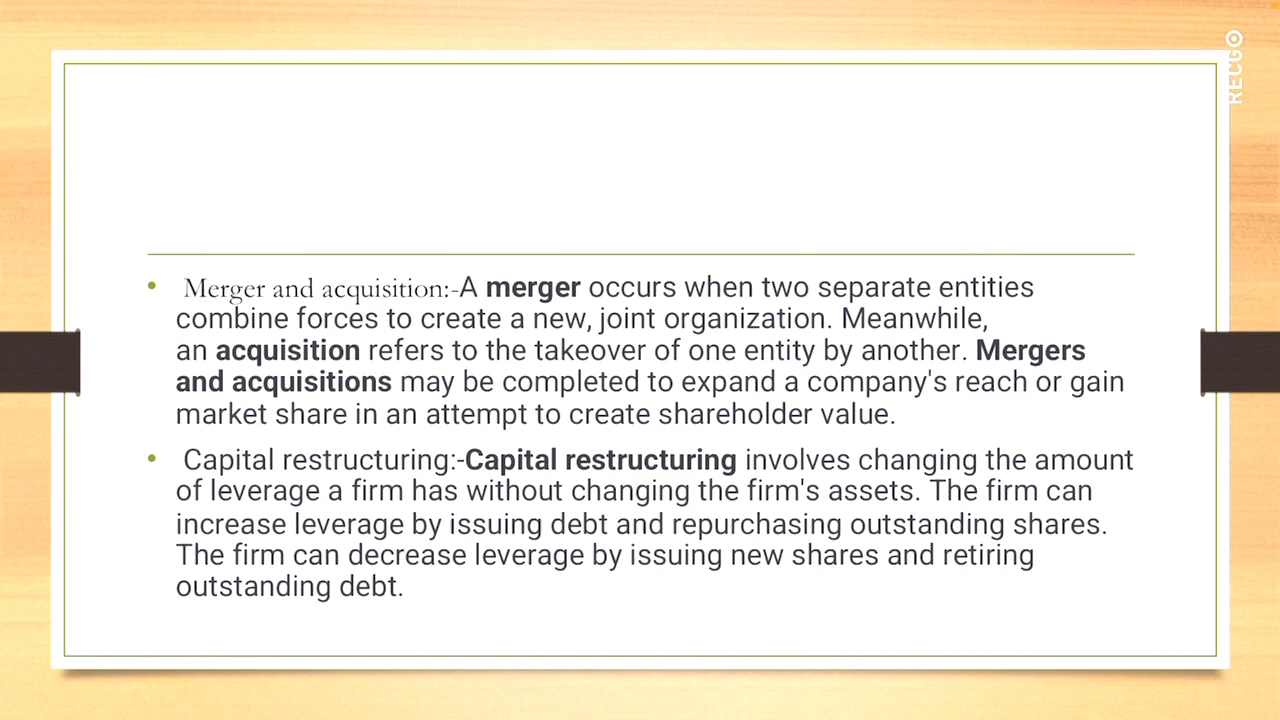 RECGO
• Merger and acquisition:-A merger occurs when two separate entities
combine forces to create a new, joint organization. Meanwhile,
an acquisition refers to the takeover of one entity by another. Mergers
and acquisitions may be completed to expand a company's reach or gain
market share in an attempt to create shareholder value.
• Capital restructuring:-Capital restructuring involves changing the amount
of leverage a firm has without changing the firm's assets. The firm can
increase leverage by issuing debt and repurchasing outstanding shares.
The firm can decrease leverage by issuing new shares and retiring
outstanding debt.